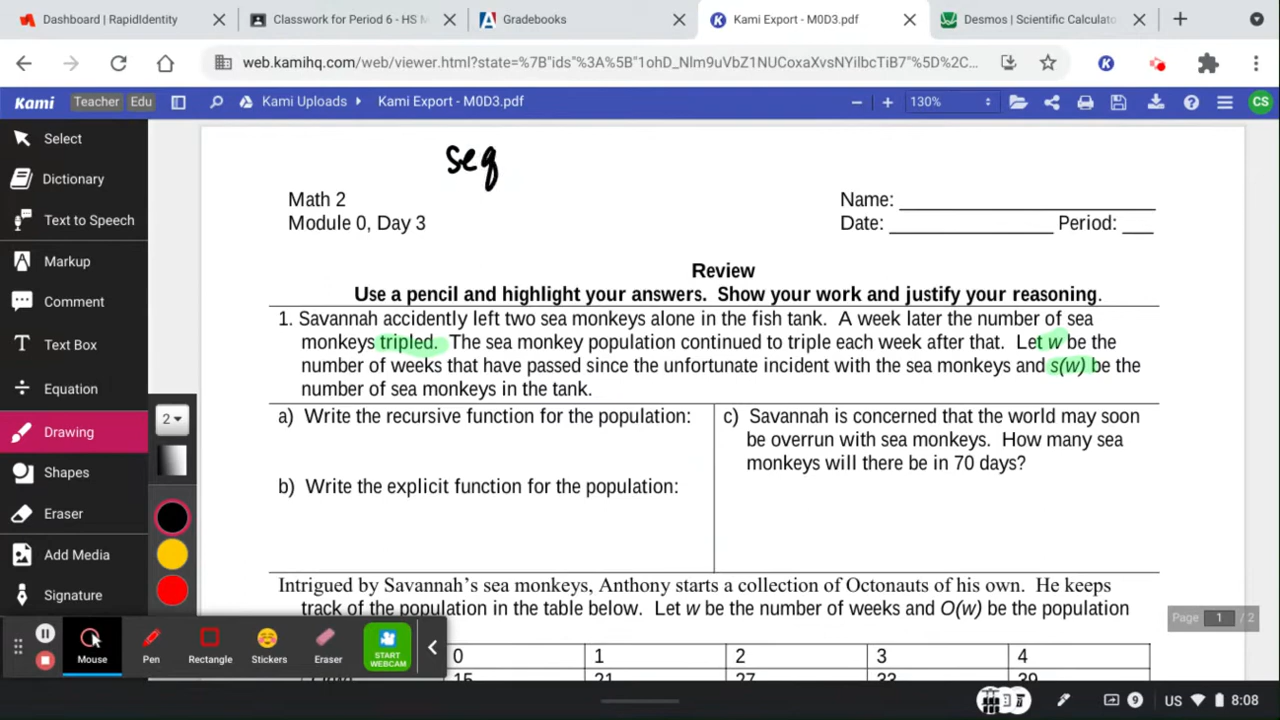 Dashboard | RapidIdentity
Classwork for Period 6 - HS M
Gradebooks
Kami Export - M0D3.pdf
Desmos | Scientific Calculato
web.kamihq.com/web/viewer.html?state=%7B"ids"%3A%5B"1ohD_Nlm9uVbZ1NUCoxaXvsNYilbcTiB7"%5D%2C...
Kami Teacher Edu
Kami Uploads
Kami Export - M0D3.pdf
130%
CS
Select
Dictionary
Text to Speech
Markup
Comment
Text Box
Equation
Drawing
Shapes
Eraser
Add Media
Signature
2
seq
Math 2
Module 0, Day 3
Name: ____
Date: ____ Period: ___
Review
Use a pencil and highlight your answers. Show your work and justify your reasoning.
1. Savannah accidently left two sea monkeys alone in the fish tank. A week later the number of sea
monkeys tripled. The sea monkey population continued to triple each week after that. Let w be the
number of weeks that have passed since the unfortunate incident with the sea monkeys and s(w) be the
number of sea monkeys in the tank.
a) Write the recursive function for the population:
b) Write the explicit function for the population:
c) Savannah is concerned that the world may soon
be overrun with sea monkeys. How many sea
monkeys will there be in 70 days?
Intrigued by Savannah's sea monkeys, Anthony starts a collection of Octonauts of his own. He keeps
track of the population in the table below. Let w be the number of weeks and O(w) be the population
0 1 2 3 4
15 21 27 33 39
Page 1 / 2
Mouse
Pen
Rectangle
Stickers
Eraser
START
WEBCAM
9
US
8:08